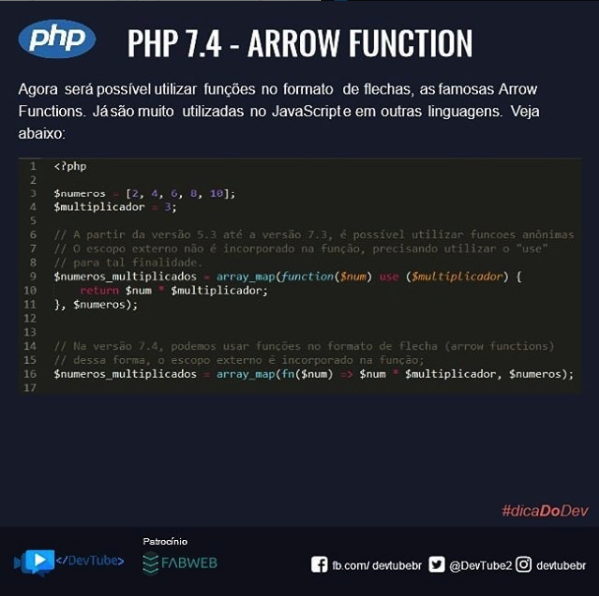 php
PHP 7.4 - ARROW FUNCTION
Agora será possível utilizar funções no formato de flechas, as famosas Arrow
Functions. Já são muito utilizadas no JavaScript e em outras linguagens. Veja
abaixo:
1 <?php
2
3 $numeros = [2, 4, 6, 8, 10];
4 $multiplicador = 3;
5
6 // A partir da versão 5.3 até a versão 7.3, é possível utilizar funcoes anônimas
7 // O escopo externo não é incorporado na função, precisando utilizar o "use"
8 // para tal finalidade.
9 $numeros_multiplicados = array_map(function($num) use ($multiplicador) {
10 return $num * $multiplicador;
11 }, $numeros);
12
13
14 // Na versão 7.4, podemos usar funções no formato de flecha (arrow functions)
15 // dessa forma, o escopo externo é incorporado na função;
16 $numeros_multiplicados = array_map(fn($num) => $num * $multiplicador, $numeros);
17
#dicaDoDev
Patrocínio
</DevTube> FABWEB fb.com/ devtubebr @DevTube2 devtubebr